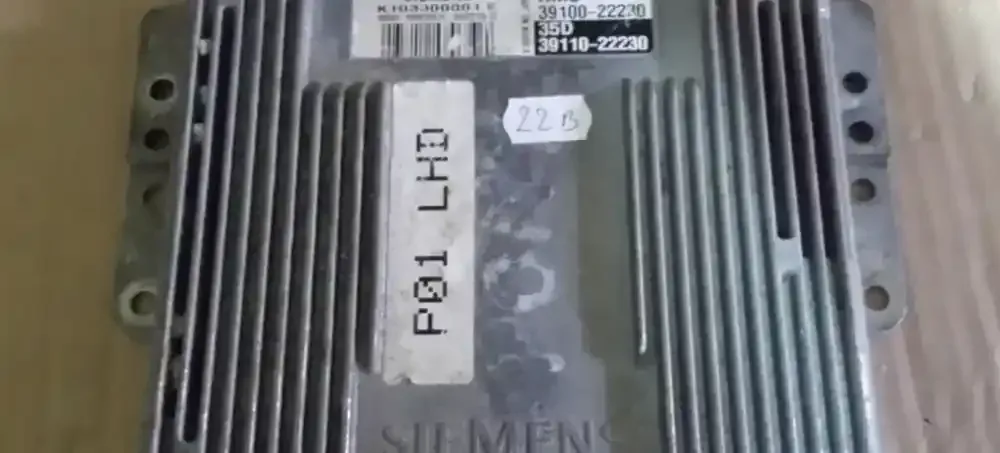 39100-22230
35D
39110-22230
22B
P01 LHD
SIEMENS